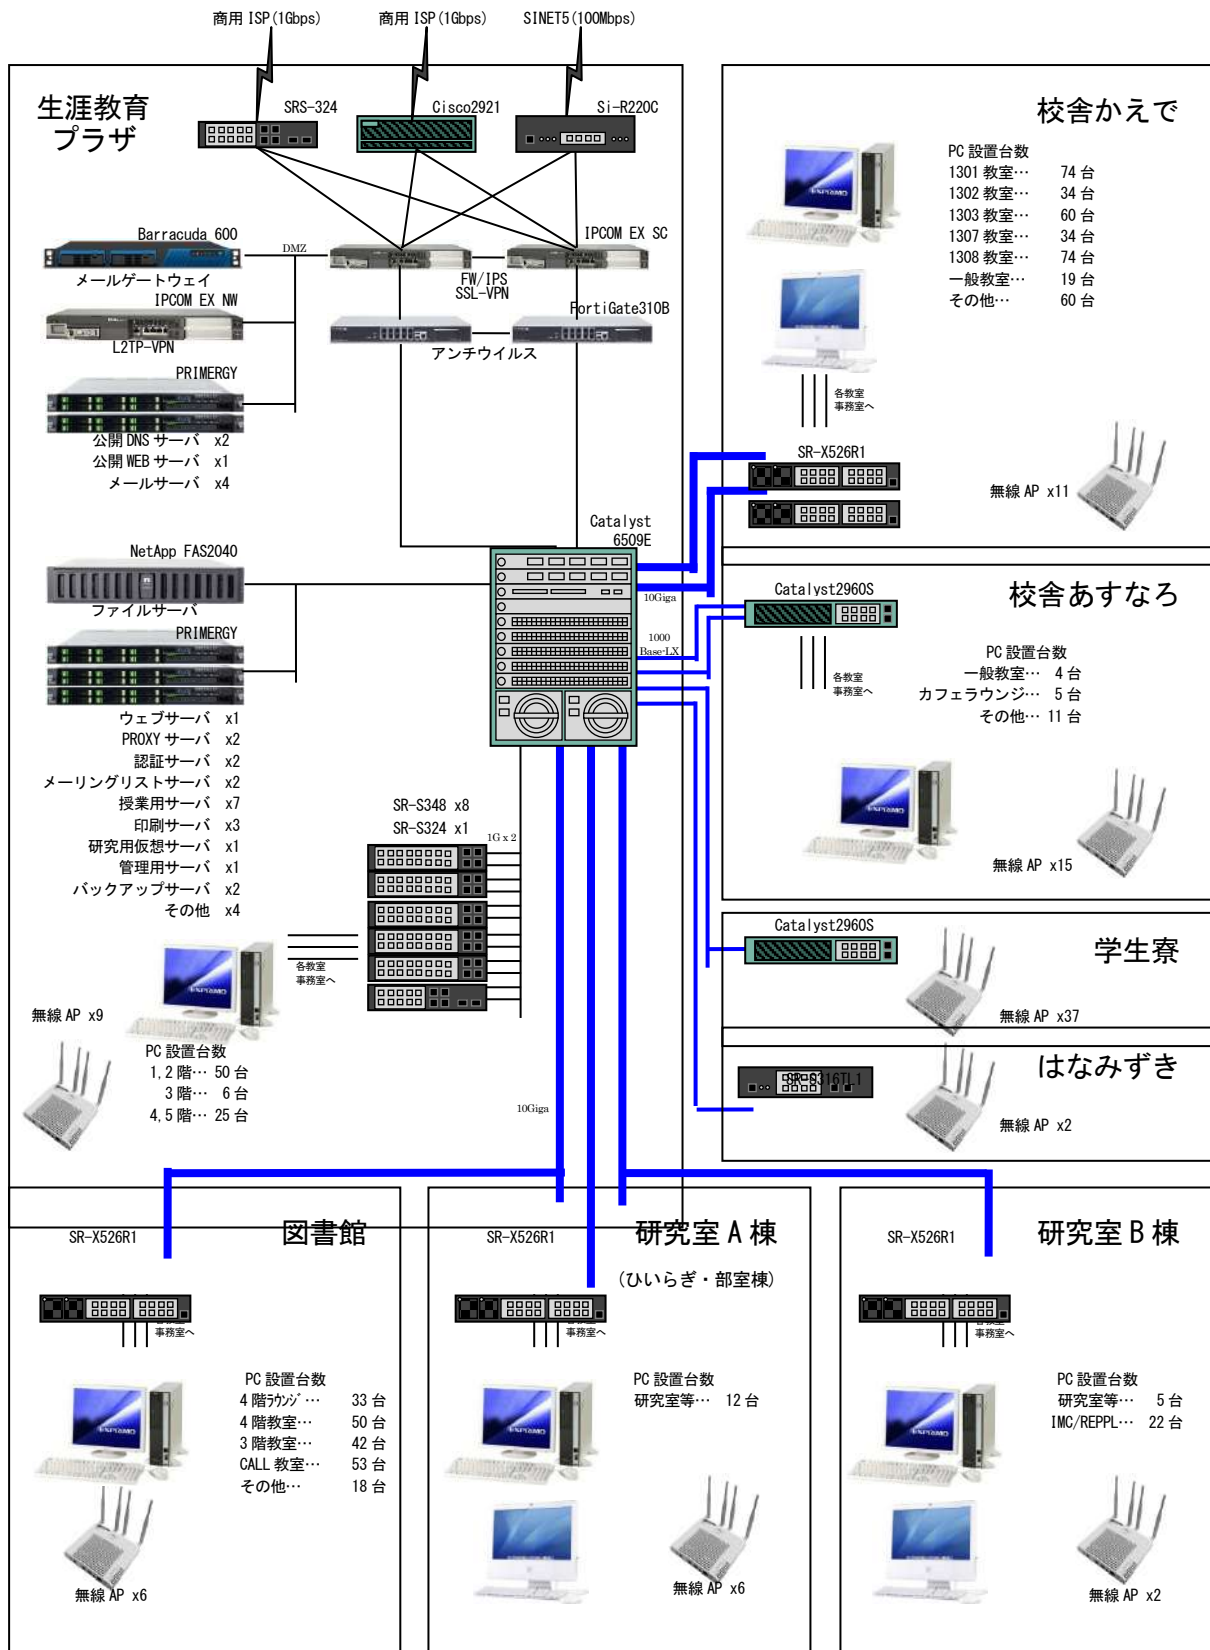 商用 ISP(1Gbps)
商用 ISP(1Gbps)
SINET5(100Mbps)
生涯教育
プラザ
SRS-324
Cisco2921
Si-R220C
Barracuda 600
DMZ
IPCOM EX SC
メールゲートウェイ
FW/IPS
SSL-VPN
IPCOM EX NW
FortiGate310B
L2TP-VPN
アンチウイルス
PRIMERGY
公開 DNS サーバ x2
公開 WEB サーバ x1
メールサーバ x4
Catalyst
6509E
NetApp FAS2040
ファイルサーバ
PRIMERGY
10Giga
1000
Base-LX
ウェブサーバ x1
PROXY サーバ x2
認証サーバ x2
メーリングリストサーバ x2
授業用サーバ x7
印刷サーバ x3
研究用仮想サーバ x1
管理用サーバ x1
バックアップサーバ x2
その他 x4
SR-S348 x8
SR-S324 x1
1G x 2
各教室
事務室へ
無線 AP x9
PC 設置台数
1,2 階… 50 台
3 階… 6 台
4,5 階… 25 台
10Giga
校舎かえで
PC 設置台数
1301 教室… 74 台
1302 教室… 34 台
1303 教室… 60 台
1307 教室… 34 台
1308 教室… 74 台
一般教室… 19 台
その他… 60 台
各教室
事務室へ
SR-X526R1
無線 AP x11
校舎あすなろ
Catalyst2960S
各教室
事務室へ
PC 設置台数
一般教室… 4 台
カフェラウンジ… 5 台
その他… 11 台
無線 AP x15
Catalyst2960S
学生寮
無線 AP x37
はなみずき
SR-S316TL1
無線 AP x2
SR-X526R1
図書館
各教室
事務室へ
PC 設置台数
4 階ﾗｳﾝｼﾞ… 33 台
4 階教室… 50 台
3 階教室… 42 台
CALL 教室… 53 台
その他… 18 台
無線 AP x6
SR-X526R1
研究室 A 棟
(ひいらぎ・部室棟)
各教室
事務室へ
PC 設置台数
研究室等… 12 台
無線 AP x6
SR-X526R1
研究室 B 棟
各教室
事務室へ
PC 設置台数
研究室等… 5 台
IMC/REPPL… 22 台
無線 AP x2